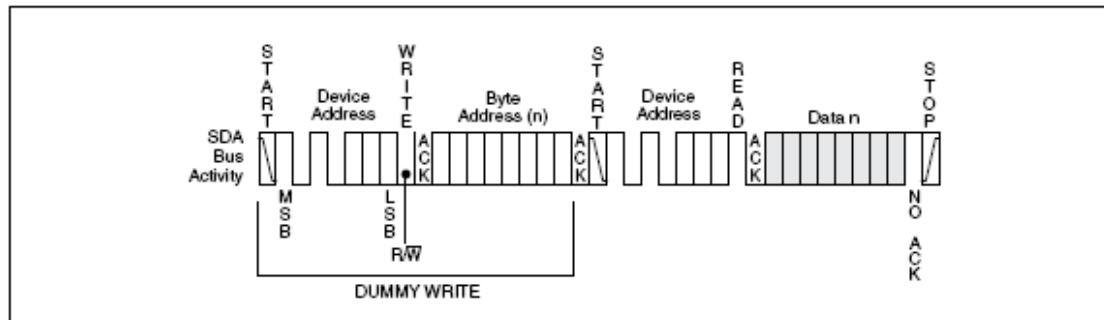 START
WRITE
START
READ
STOP
Device Address
Byte Address (n)
Device Address
Data n
SDA Bus Activity
ACK
ACK
ACK
MSB
LSB
R/W̅
NO ACK
DUMMY WRITE